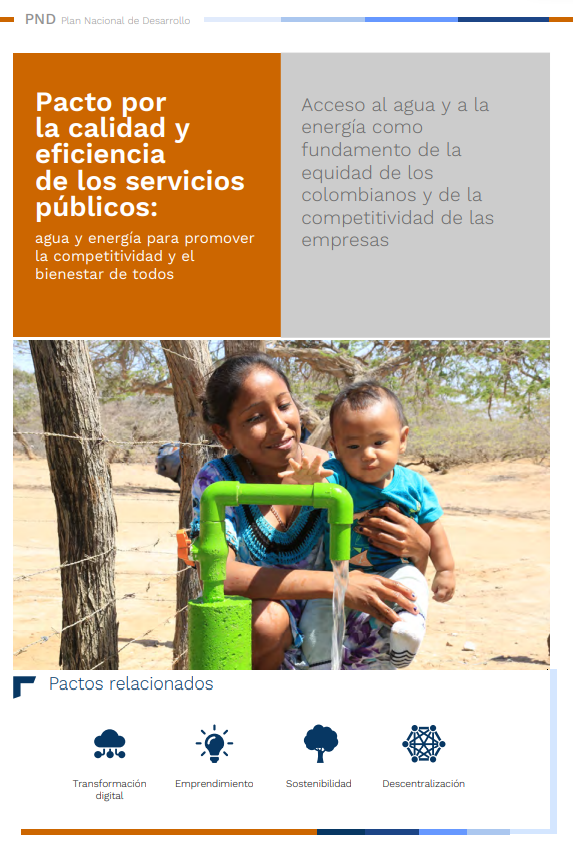 PND Plan Nacional de Desarrollo
Pacto por
la calidad y
eficiencia
de los servicios
públicos:
agua y energía para promover
la competitividad y el
bienestar de todos
Acceso al agua y a la
energía como
fundamento de la
equidad de los
colombianos y de la
competitividad de las
empresas
Pactos relacionados
Transformación
digital
Emprendimiento
Sostenibilidad
Descentralización